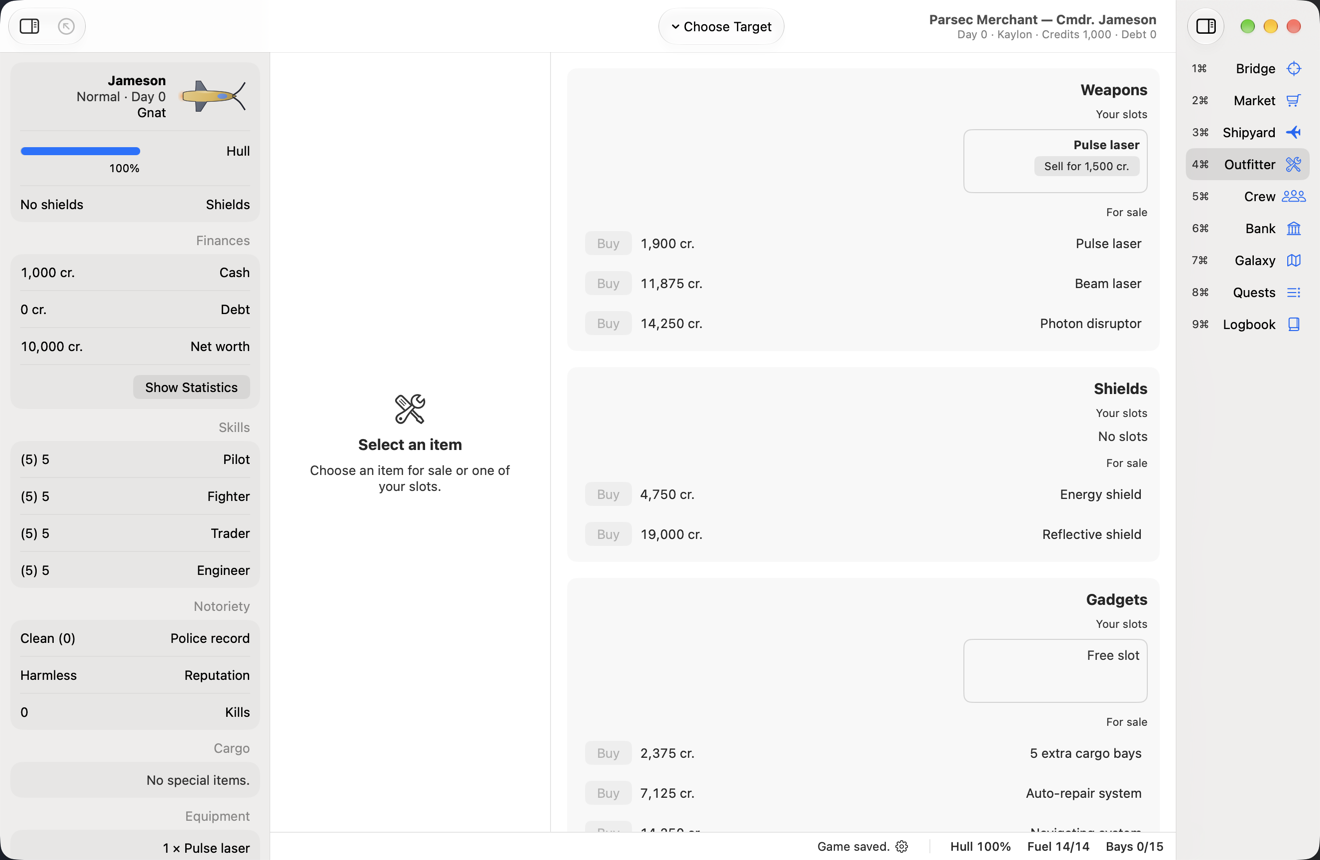 Choose Target
Parsec Merchant — Cmdr. Jameson
Day 0 · Kaylon · Credits 1,000 · Debt 0
Bridge 1⌘
Market 2⌘
Shipyard 3⌘
Outfitter 4⌘
Crew 5⌘
Bank 6⌘
Galaxy 7⌘
Quests 8⌘
Logbook 9⌘
Weapons
Your slots
Pulse laser
Sell for 1,500 cr.
For sale
Pulse laser 1,900 cr. Buy
Beam laser 11,875 cr. Buy
Photon disruptor 14,250 cr. Buy
Shields
Your slots
No slots
For sale
Energy shield 4,750 cr. Buy
Reflective shield 19,000 cr. Buy
Gadgets
Your slots
Free slot
For sale
5 extra cargo bays 2,375 cr. Buy
Auto-repair system 7,125 cr. Buy
Select an item
Choose an item for sale or one of
your slots.
Jameson
Normal · Day 0
Gnat
Hull
100%
Shields No shields
Finances
Cash 1,000 cr.
Debt 0 cr.
Net worth 10,000 cr.
Show Statistics
Skills
Pilot (5) 5
Fighter (5) 5
Trader (5) 5
Engineer (5) 5
Notoriety
Police record Clean (0)
Reputation Harmless
Kills 0
Cargo
No special items.
Equipment
1 × Pulse laser
Game saved.
Hull 100% Fuel 14/14 Bays 0/15